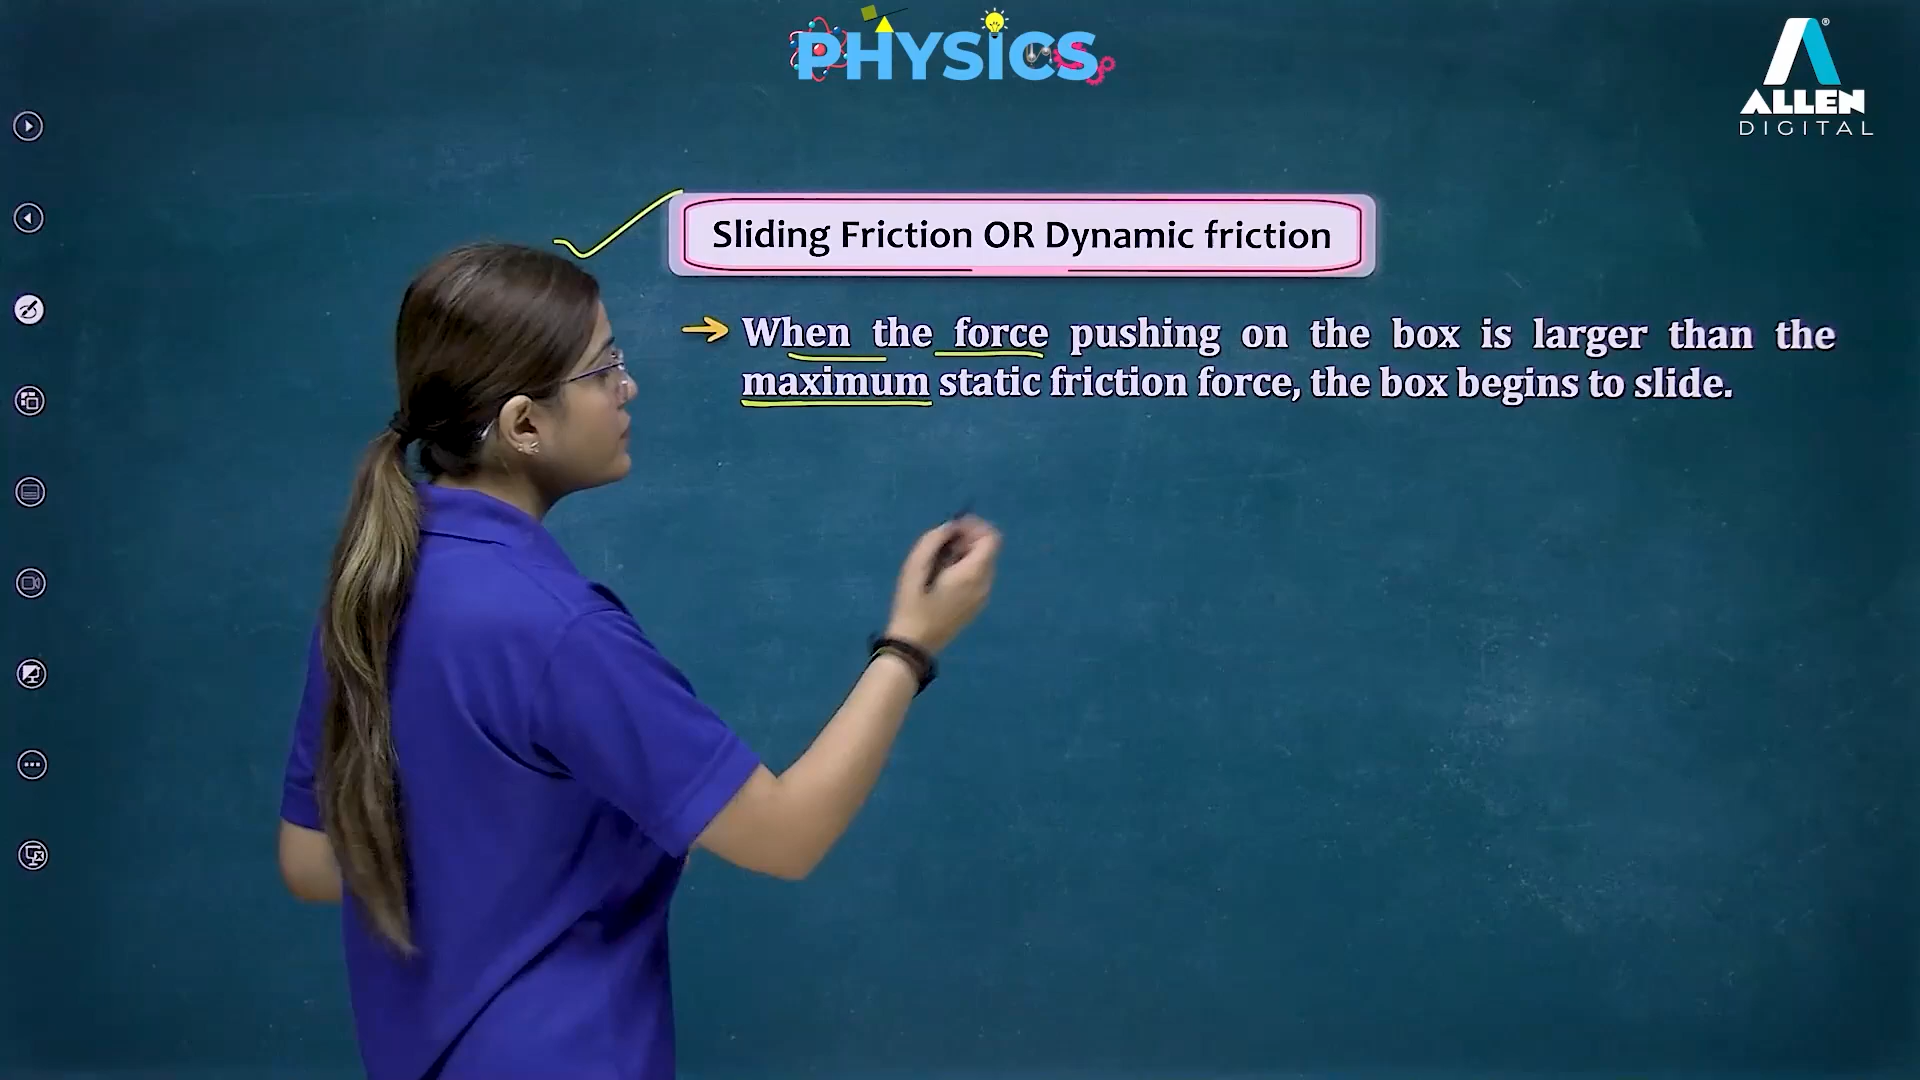 PHYSICS
ALLEN
DIGITAL
Sliding Friction OR Dynamic friction
When the force pushing on the box is larger than the
maximum static friction force, the box begins to slide.